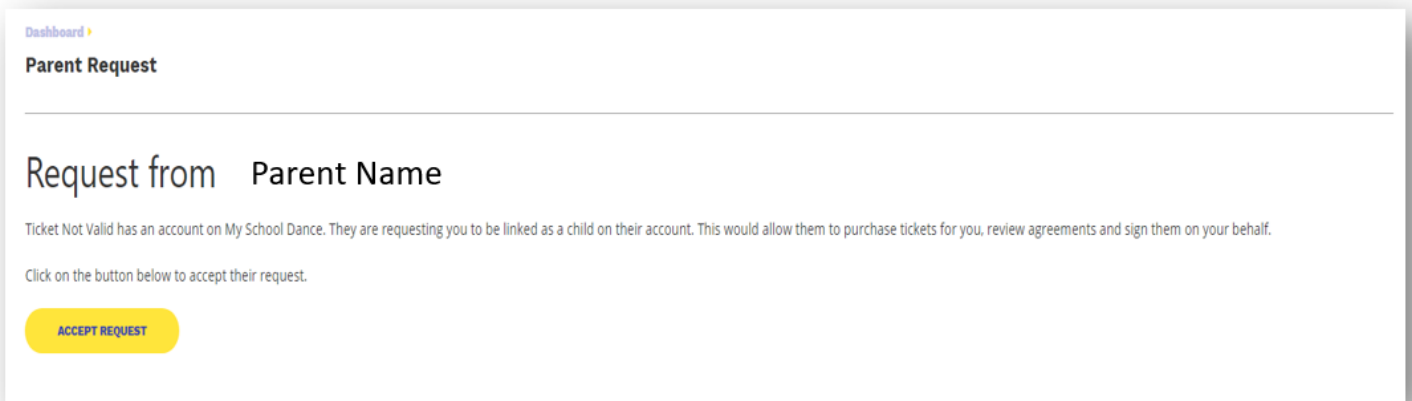 Dashboard
Parent Request
Request from Parent Name
Ticket Not Valid has an account on My School Dance. They are requesting you to be linked as a child on their account. This would allow them to purchase tickets for you, review agreements and sign them on your behalf.
Click on the button below to accept their request.
ACCEPT REQUEST